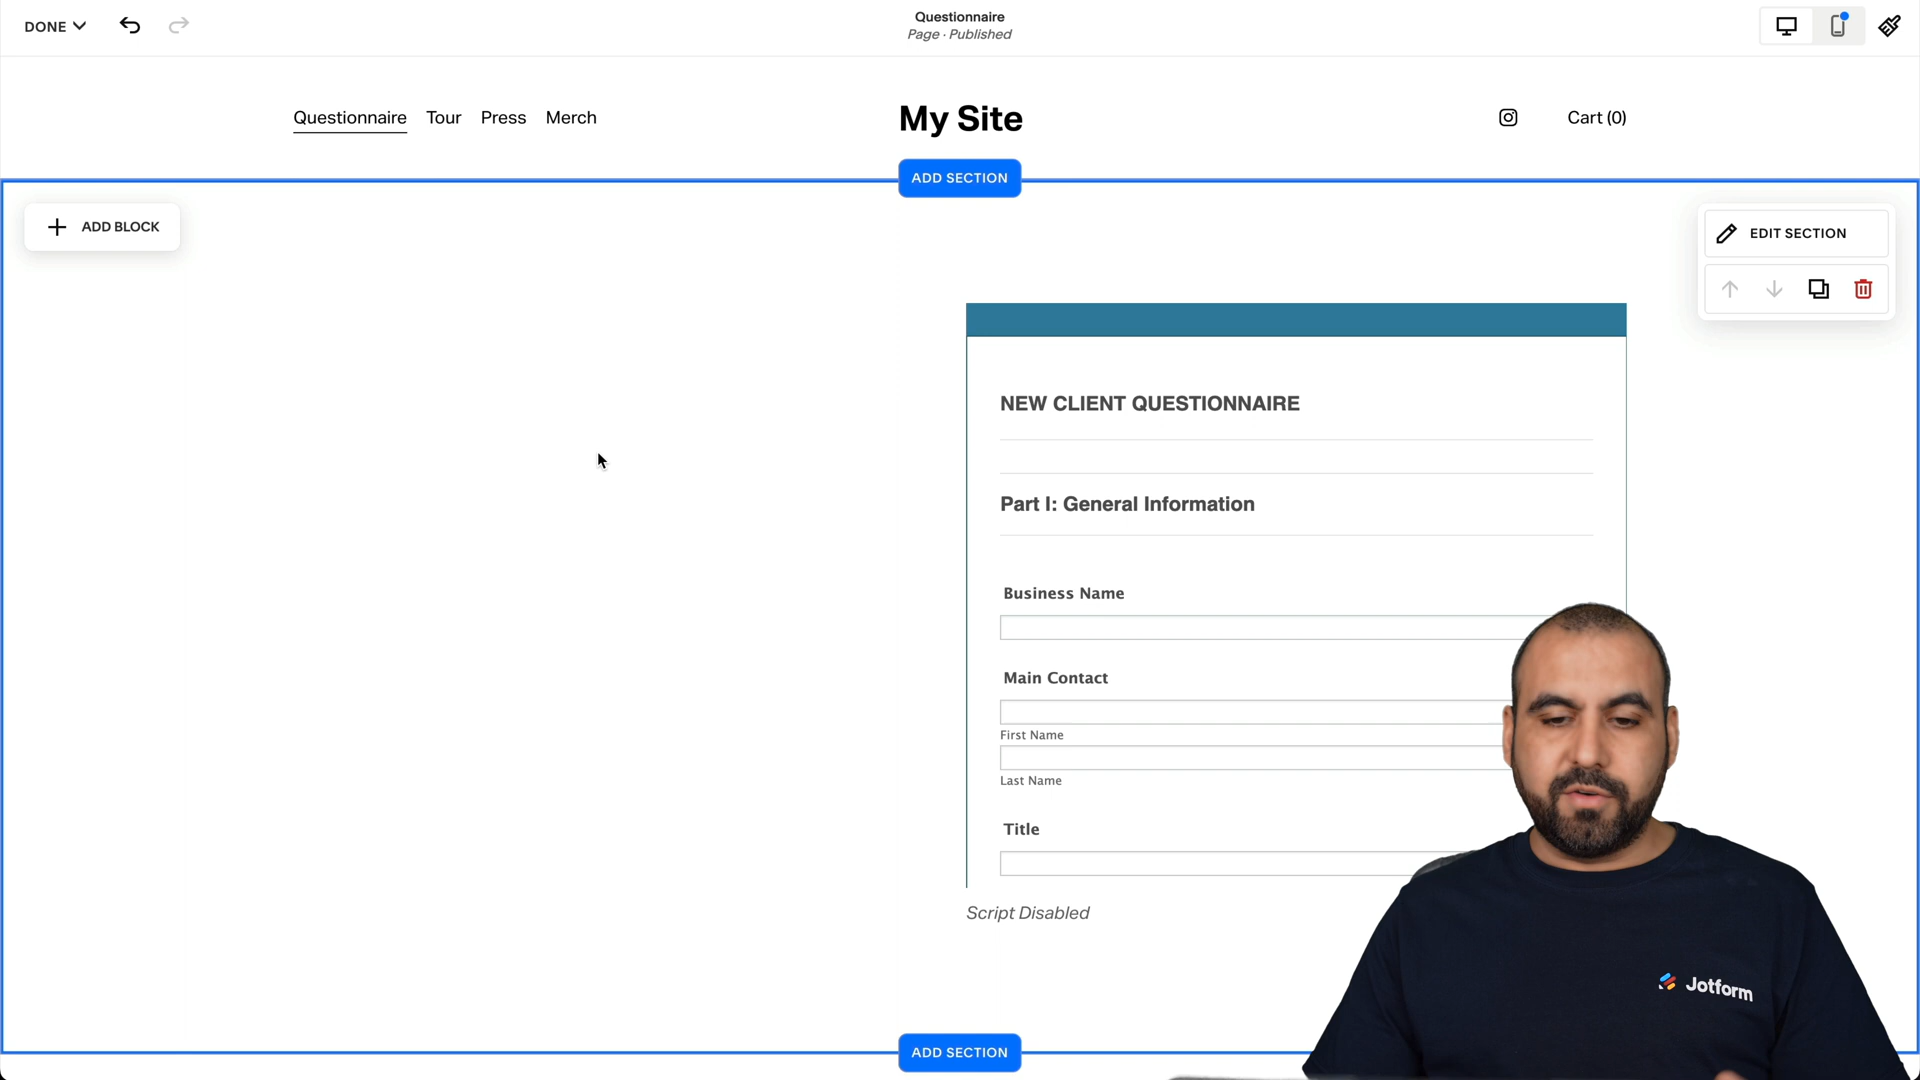 DONE
Questionnaire
Page · Published
Questionnaire Tour Press Merch
My Site
Cart (0)
ADD SECTION
ADD BLOCK
EDIT SECTION
NEW CLIENT QUESTIONNAIRE
Part I: General Information
Business Name
Main Contact
First Name
Last Name
Title
Script Disabled
Jotform
ADD SECTION